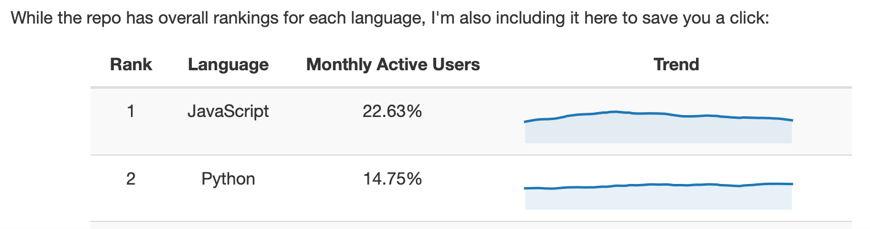 While the repo has overall rankings for each language, I'm also including it here to save you a click:
Rank Language Monthly Active Users Trend
1 JavaScript 22.63%
2 Python 14.75%